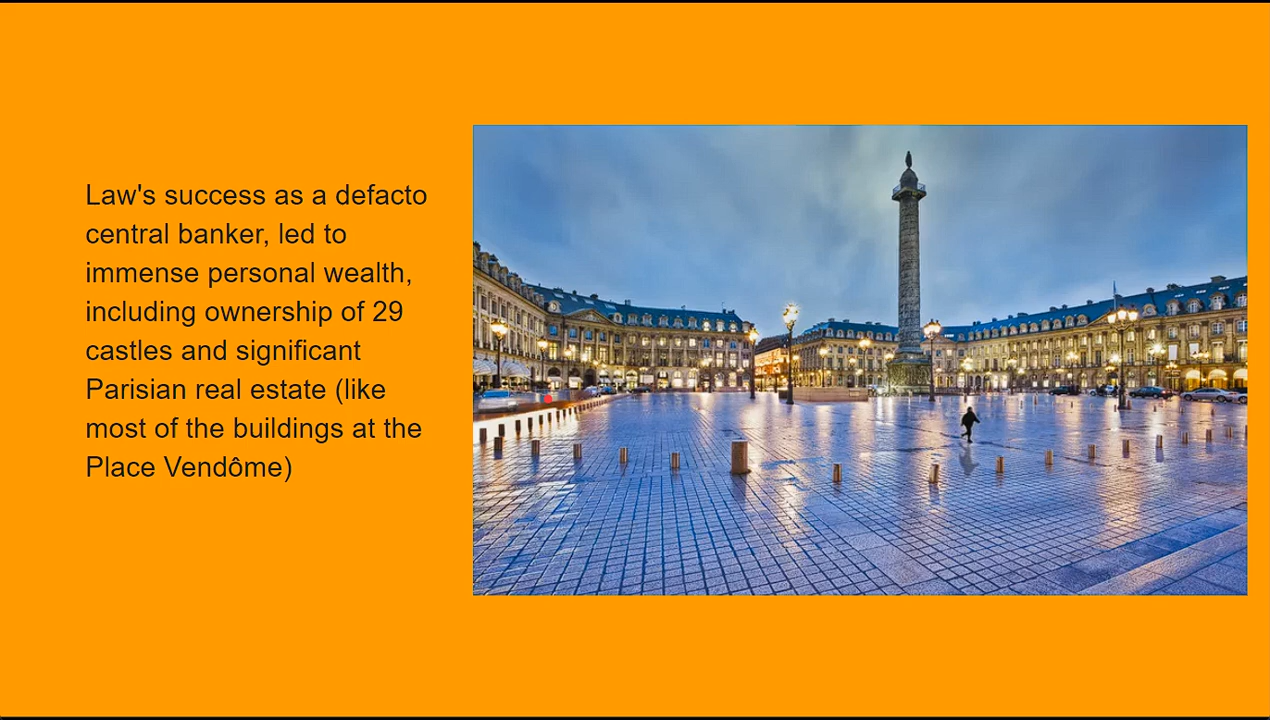 Law's success as a defacto
central banker, led to
immense personal wealth,
including ownership of 29
castles and significant
Parisian real estate (like
most of the buildings at the
Place Vendôme)